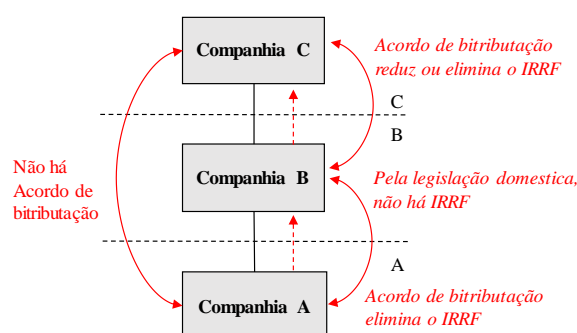 Companhia C
Acordo de bitributação
reduz ou elimina o IRRF
C
B
Não há
Acordo de
bitributação
Companhia B
Pela legislação domestica,
não há IRRF
A
Companhia A
Acordo de bitributação
elimina o IRRF